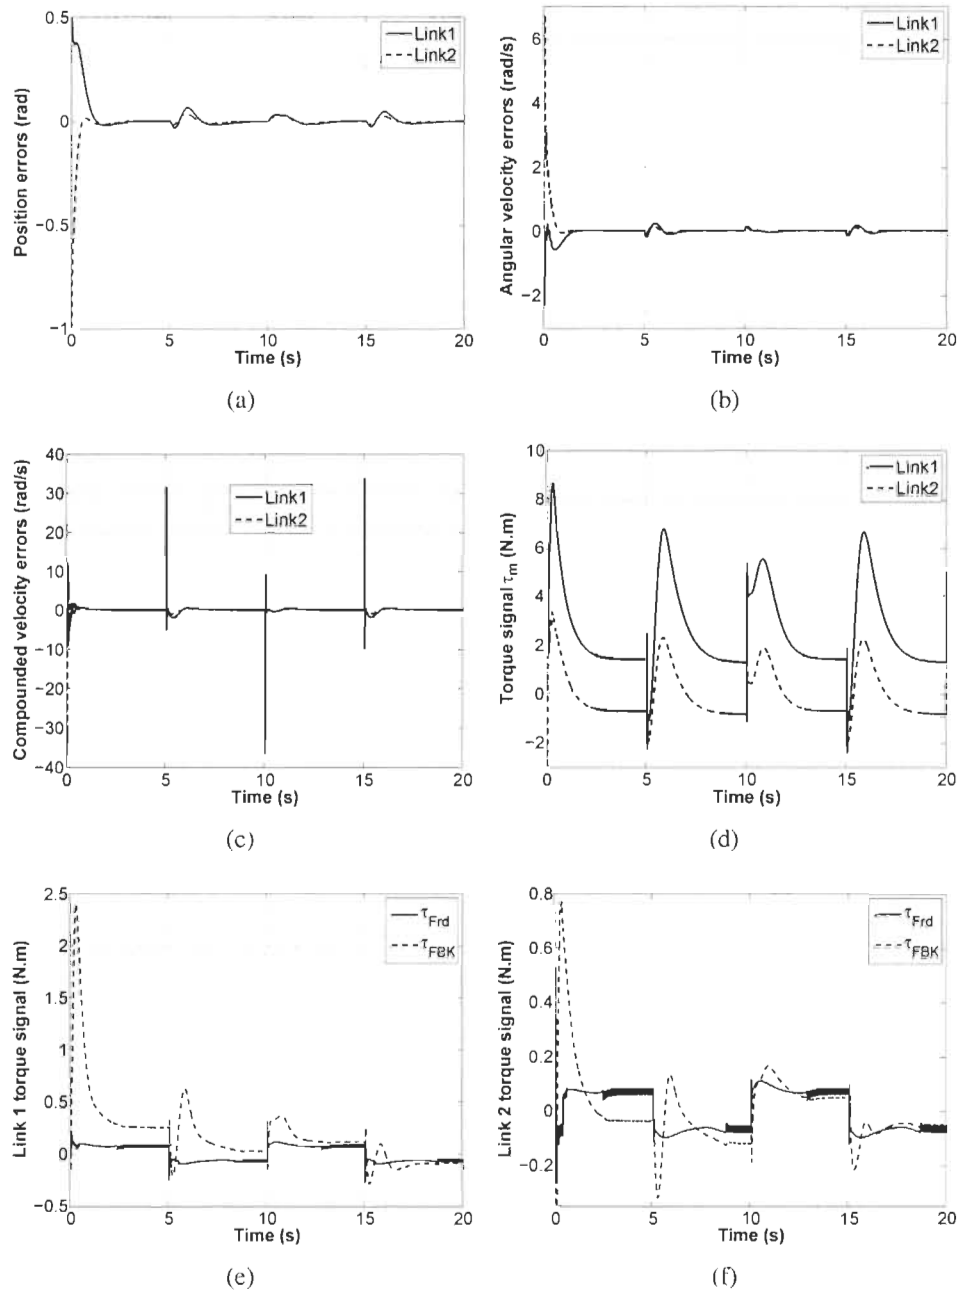 0.5
0
−0.5
−1
Position errors (rad)
Link1
Link2
0 5 10 15 20
Time (s)
(a)
6
4
2
0
−2
Angular velocity errors (rad/s)
Link1
Link2
0 5 10 15 20
Time (s)
(b)
40
30
20
10
0
−10
−20
−30
−40
Compounded velocity errors (rad/s)
Link1
Link2
0 5 10 15 20
Time (s)
(c)
10
8
6
4
2
0
−2
Torque signal τm (N.m)
Link1
Link2
0 5 10 15 20
Time (s)
(d)
2.5
2
1.5
1
0.5
0
−0.5
Link 1 torque signal (N.m)
τFrd
τFBK
0 5 10 15 20
Time (s)
(e)
0.8
0.6
0.4
0.2
0
−0.2
Link 2 torque signal (N.m)
τFrd
τFBK
0 5 10 15 20
Time (s)
(f)